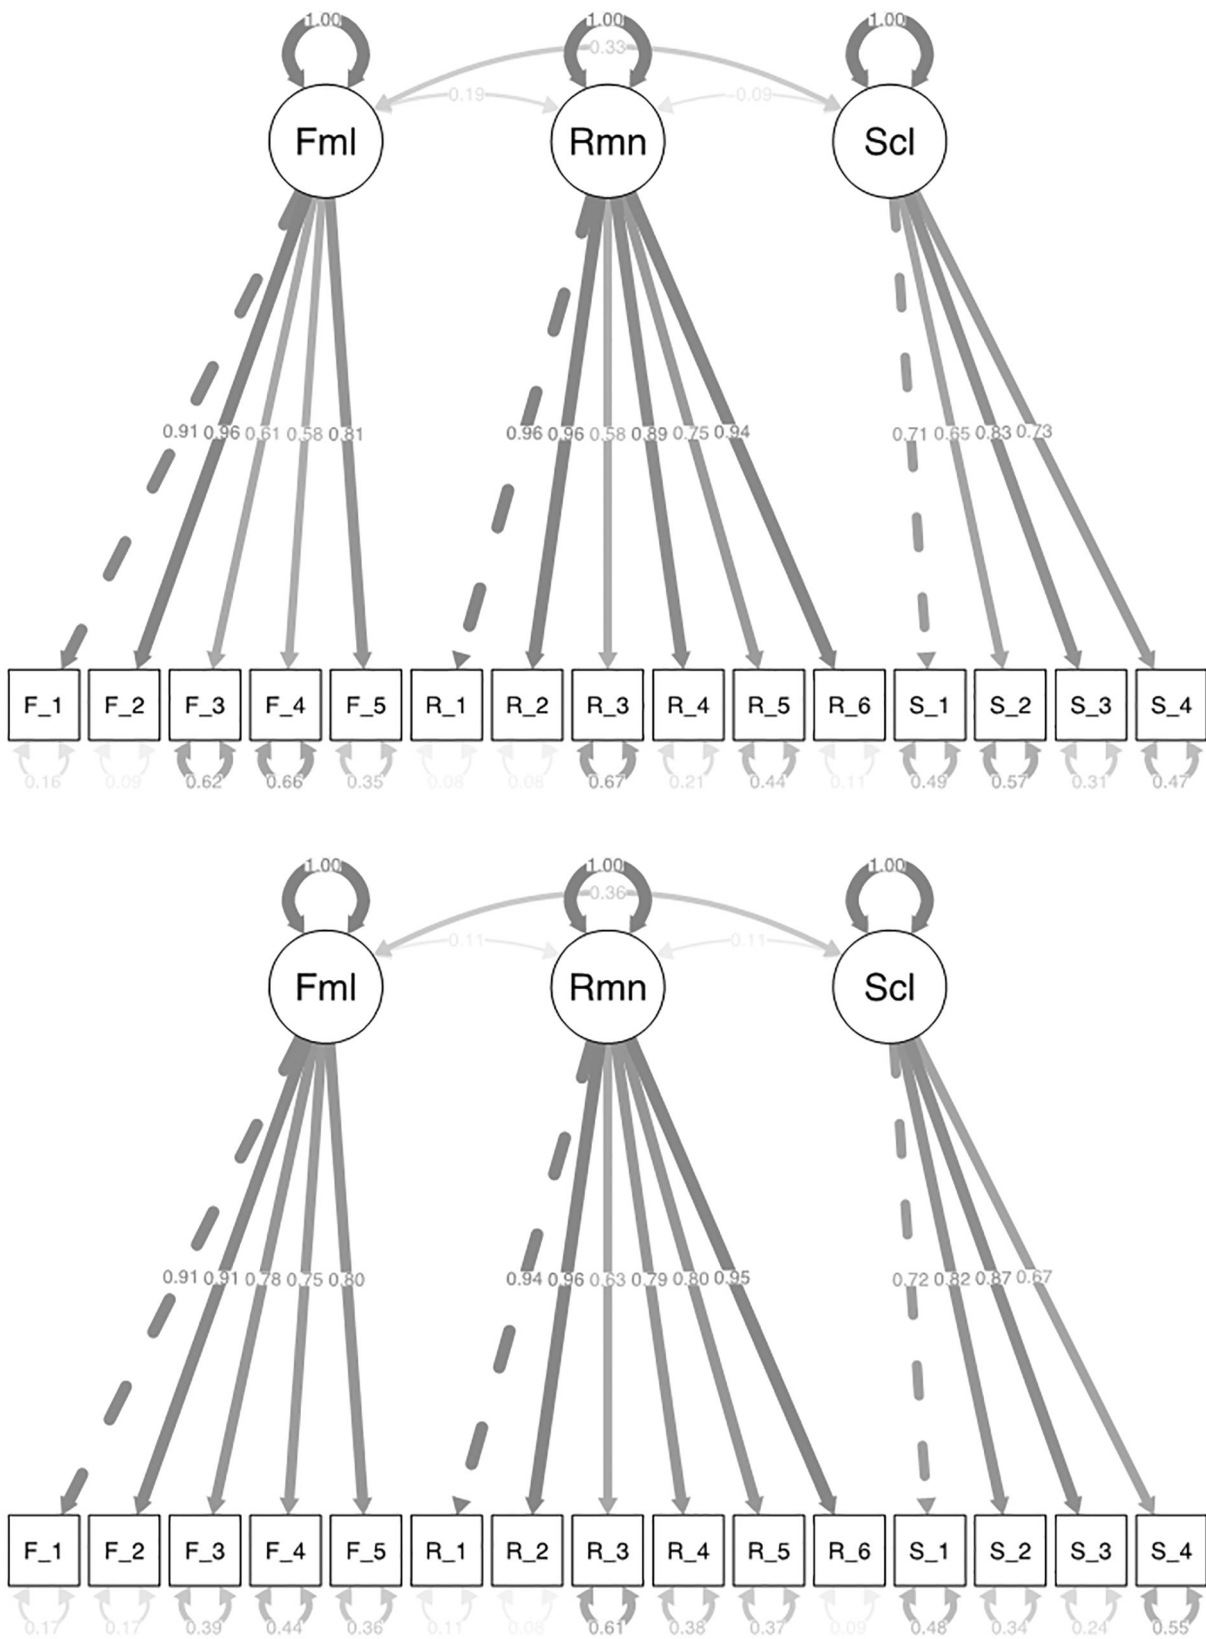 1.00 1.00 1.00
0.33
0.19 -0.09
Fml Rmn Scl
0.91 0.96 0.61 0.58 0.81 0.96 0.96 0.58 0.89 0.75 0.94 0.71 0.65 0.83 0.73
F_1 F_2 F_3 F_4 F_5 R_1 R_2 R_3 R_4 R_5 R_6 S_1 S_2 S_3 S_4
0.16 0.09 0.62 0.66 0.35 0.08 0.08 0.67 0.21 0.44 0.11 0.49 0.57 0.31 0.47
1.00 1.00 1.00
0.36
0.11 0.11
Fml Rmn Scl
0.91 0.91 0.78 0.75 0.80 0.94 0.96 0.63 0.79 0.80 0.95 0.72 0.82 0.87 0.67
F_1 F_2 F_3 F_4 F_5 R_1 R_2 R_3 R_4 R_5 R_6 S_1 S_2 S_3 S_4
0.17 0.17 0.39 0.44 0.36 0.11 0.08 0.61 0.38 0.37 0.09 0.48 0.34 0.24 0.55